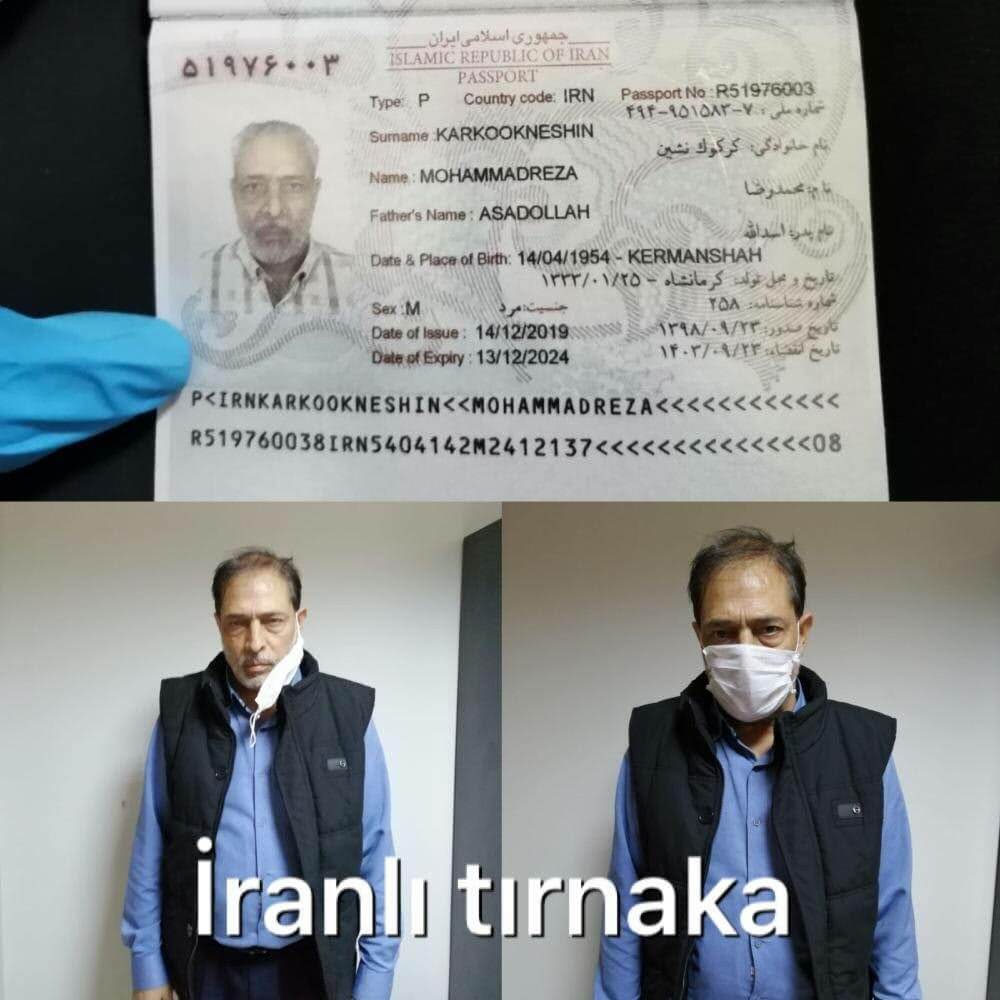 جمهوری اسلامی ایران
۵۱۹۷۶۰۰۳ ISLAMIC REPUBLIC OF IRAN
PASSPORT
Type: P Country code: IRN Passport No : R51976003
شماره ملی : ۴۹۴-۹۵۱۵۸۳-۷
Surname : KARKOOKNESHIN
نام خانوادگی: کرکوک نشین
Name : MOHAMMADREZA
نام: محمدرضا
Father's Name : ASADOLLAH
نام پدر: اسدالله
Date & Place of Birth: 14/04/1954 - KERMANSHAH
تاریخ و محل تولد: کرمانشاه - ۱۳۳۳/۰۱/۲۵
Sex : M جنسیت: مرد
شماره شناسنامه: ۲۵۸
Date of Issue : 14/12/2019
تاریخ صدور: ۱۳۹۸/۰۹/۲۳
Date of Expiry : 13/12/2024
تاریخ انقضاء: ۱۴۰۳/۰۹/۲۳
P<IRNKARKOOKNESHIN<<MOHAMMADREZA<<<<<<<<<<<<
R519760038IRN5404142M2412137<<<<<<<<<<<<<<08
İranlı tırnaka